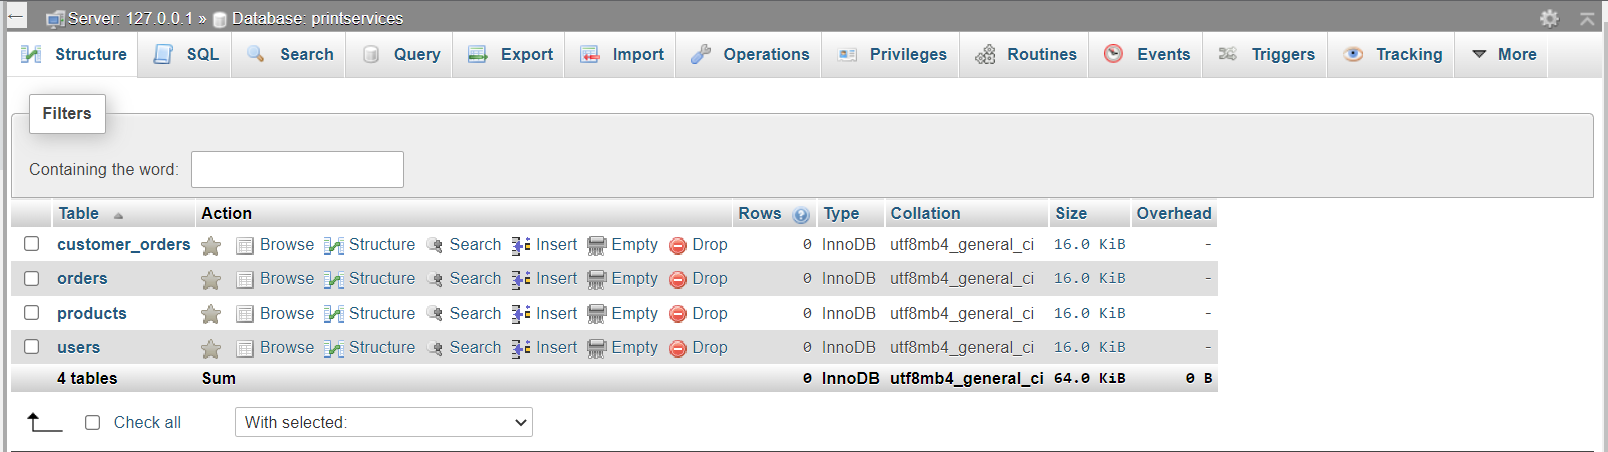 ← Server: 127.0.0.1 » Database: printservices
Structure SQL Search Query Export Import Operations Privileges Routines Events Triggers Tracking More
Filters
Containing the word:
Table Action Rows Type Collation Size Overhead
customer_orders Browse Structure Search Insert Empty Drop 0 InnoDB utf8mb4_general_ci 16.0 KiB -
orders Browse Structure Search Insert Empty Drop 0 InnoDB utf8mb4_general_ci 16.0 KiB -
products Browse Structure Search Insert Empty Drop 0 InnoDB utf8mb4_general_ci 16.0 KiB -
users Browse Structure Search Insert Empty Drop 0 InnoDB utf8mb4_general_ci 16.0 KiB -
4 tables Sum 0 InnoDB utf8mb4_general_ci 64.0 KiB 0 B
Check all With selected: